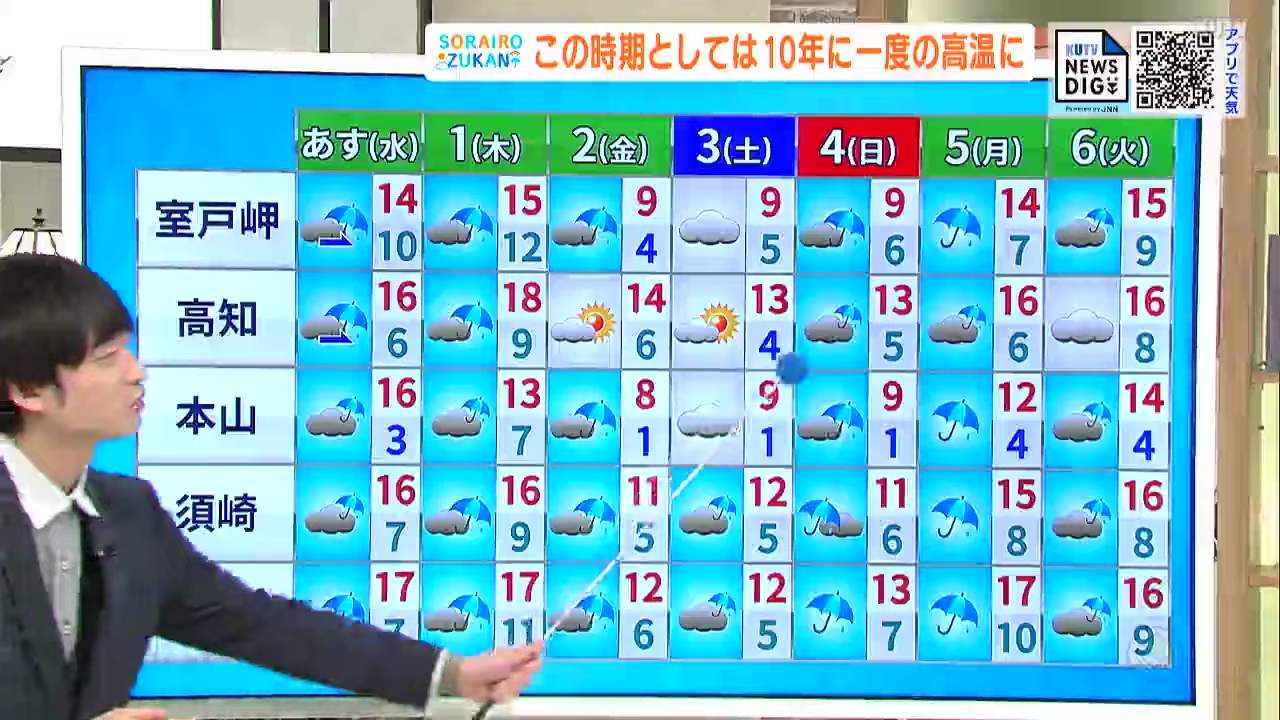 SORAIRO
ZUKAN
この時期としては10年に一度の高温に
KUTV
NEWS
DIG
Powered by JNN
アプリで天気
あす(水) 1(木) 2(金) 3(土) 4(日) 5(月) 6(火)
室戸岬 14 15 9 9 9 14 15
10 12 4 5 6 7 9
高知 16 18 14 13 13 16 16
6 9 6 4 5 6 8
本山 16 13 8 9 9 12 14
3 7 1 1 1 4 4
須崎 16 16 11 12 11 15 16
7 9 5 5 6 8 8
17 17 12 12 13 17 16
7 11 6 5 7 10 9